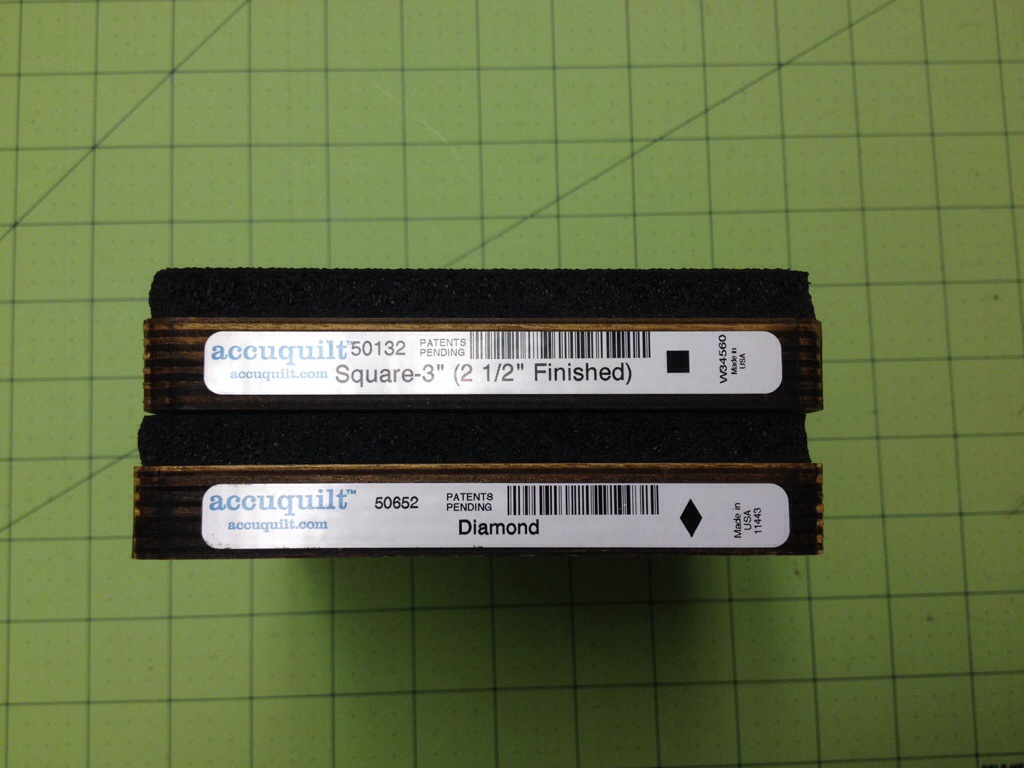 accuquilt™ 50132 PATENTS PENDING
accuquilt.com Square-3" (2 1/2" Finished)
W34560
Made in
USA
accuquilt™ 50652 PATENTS PENDING
accuquilt.com Diamond
Made in
USA
11443